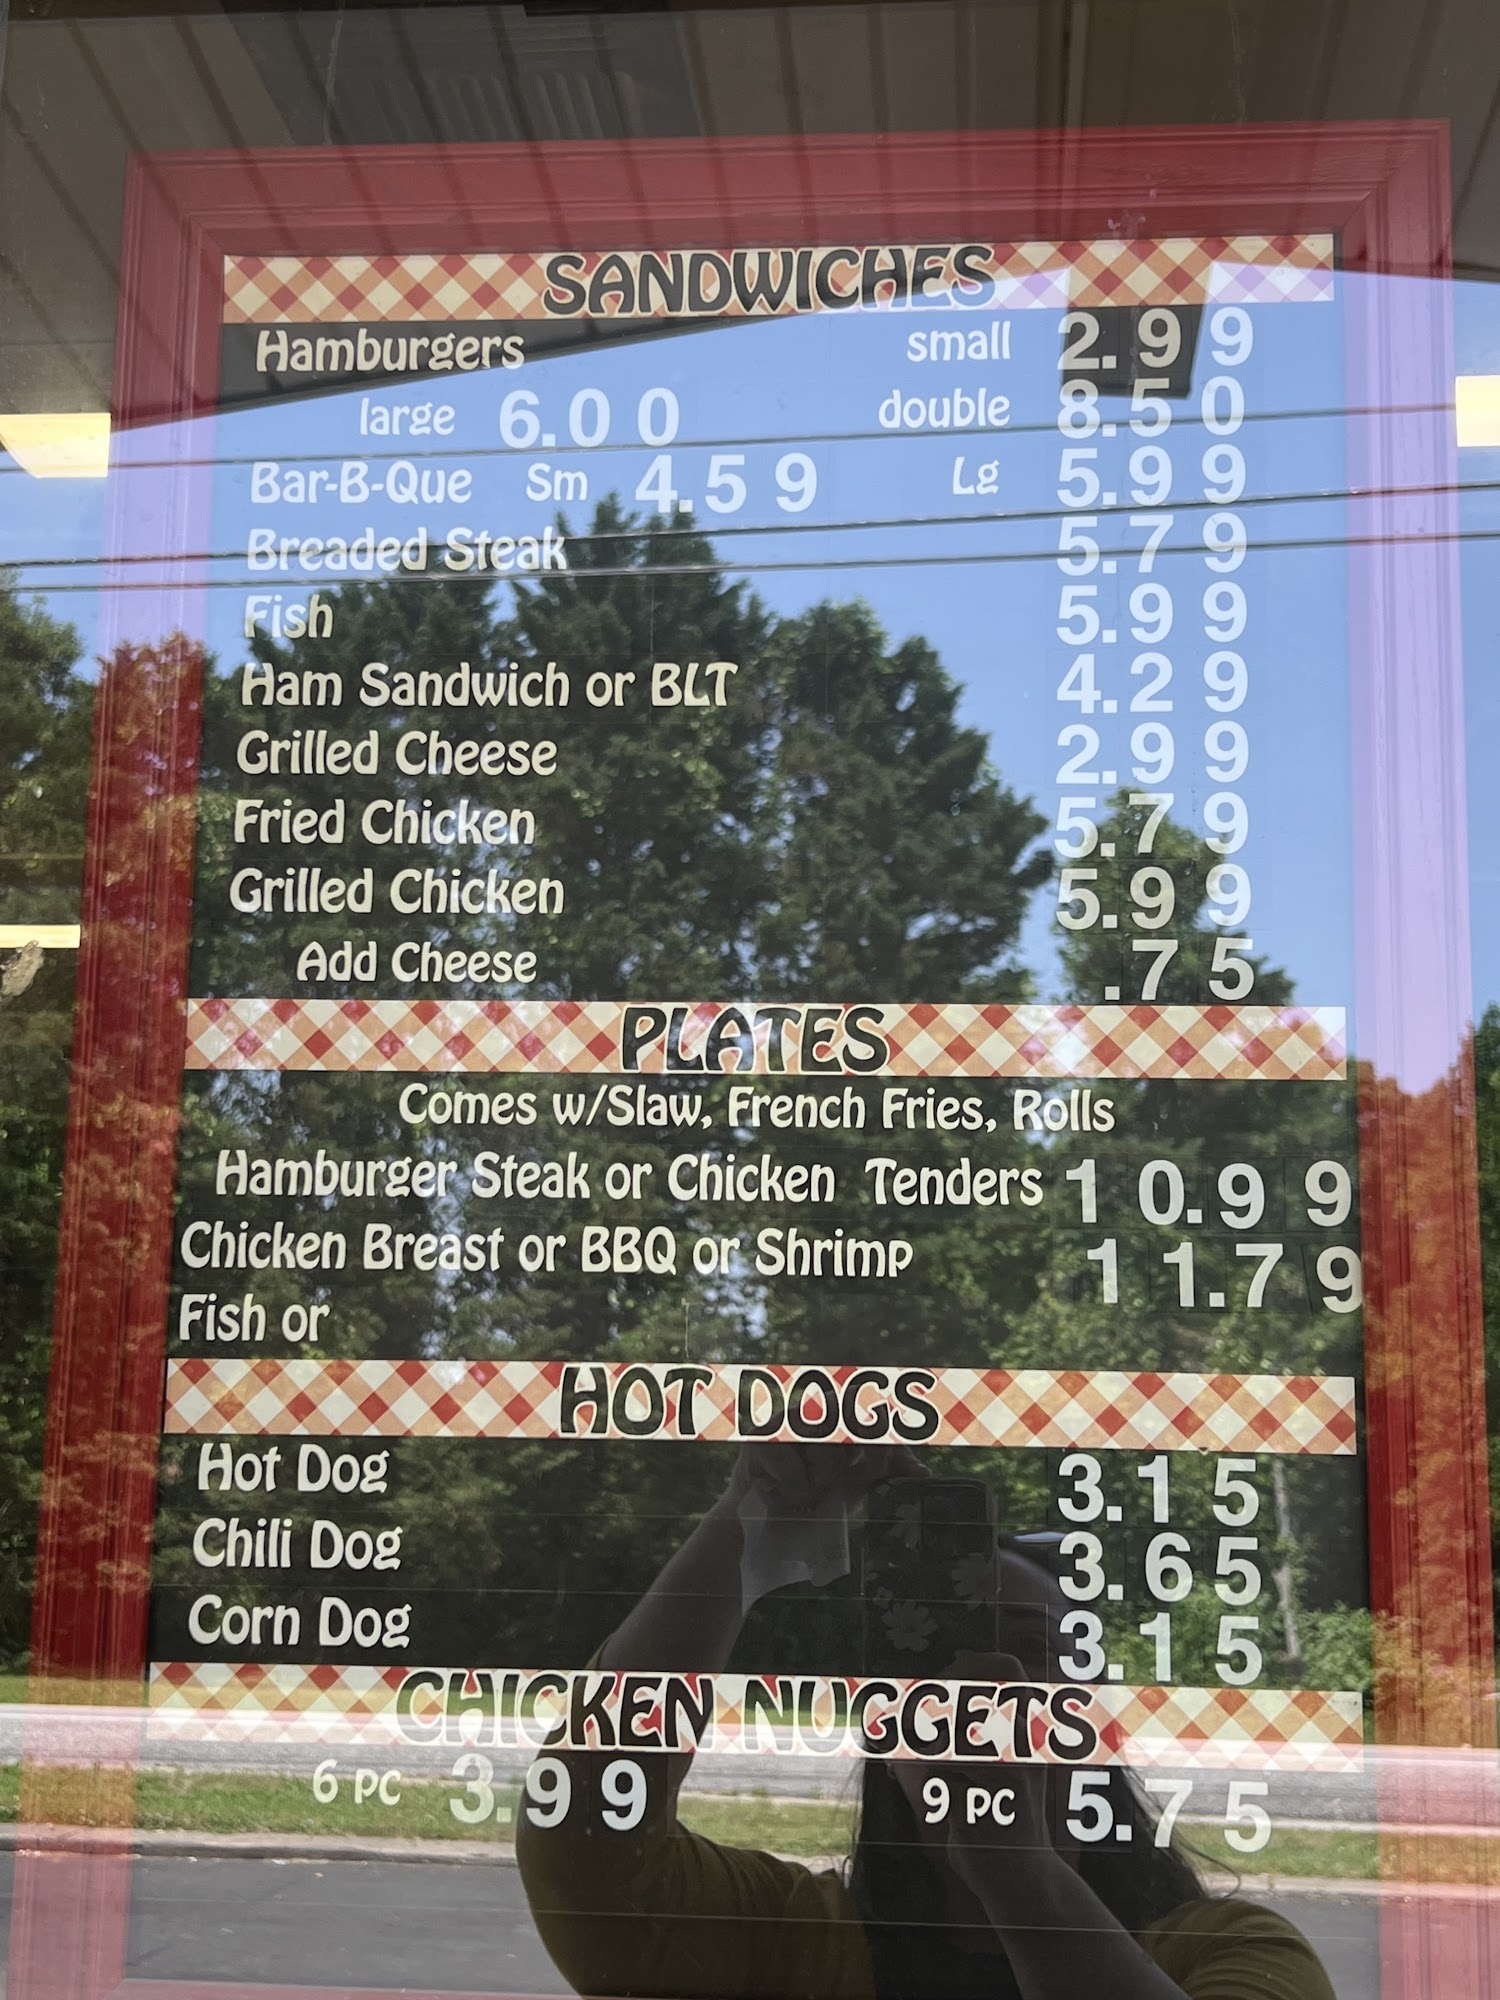 SANDWICHES
Hamburgers small 2.99
large 6.00 double 8.50
Bar-B-Que Sm 4.59 Lg 5.99
Breaded Steak 5.79
Fish 5.99
Ham Sandwich or BLT 4.29
Grilled Cheese 2.99
Fried Chicken 5.79
Grilled Chicken 5.99
Add Cheese .75
PLATES
Comes w/Slaw, French Fries, Rolls
Hamburger Steak or Chicken Tenders 10.99
Chicken Breast or BBQ or Shrimp 11.79
Fish or
HOT DOGS
Hot Dog 3.15
Chili Dog 3.65
Corn Dog 3.15
CHICKEN NUGGETS
6 PC 3.99 9 PC 5.75